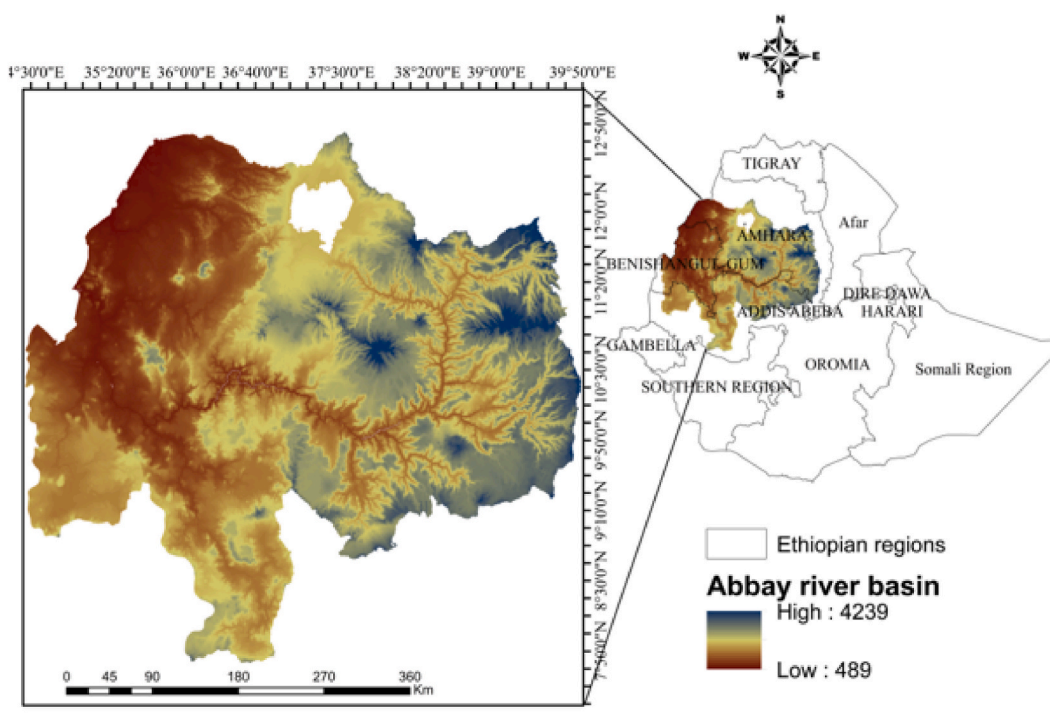 N
W E
S
4°30'0"E 35°20'0"E 36°0'0"E 36°40'0"E 37°30'0"E 38°20'0"E 39°0'0"E 39°50'0"E
12°50'0"N
12°0'0"N
11°20'0"N
10°30'0"N
9°50'0"N
9°10'0"N
8°30'0"N
7°50'0"N
TIGRAY
Afar
AMHARA
BENISHANGUL GUM
DIRE DAWA
ADDIS ABEBA
HARARI
GAMBELLA
OROMIA
Somali Region
SOUTHERN REGION
Ethiopian regions
Abbay river basin
High : 4239
Low : 489
0 45 90 180 270 360
Km